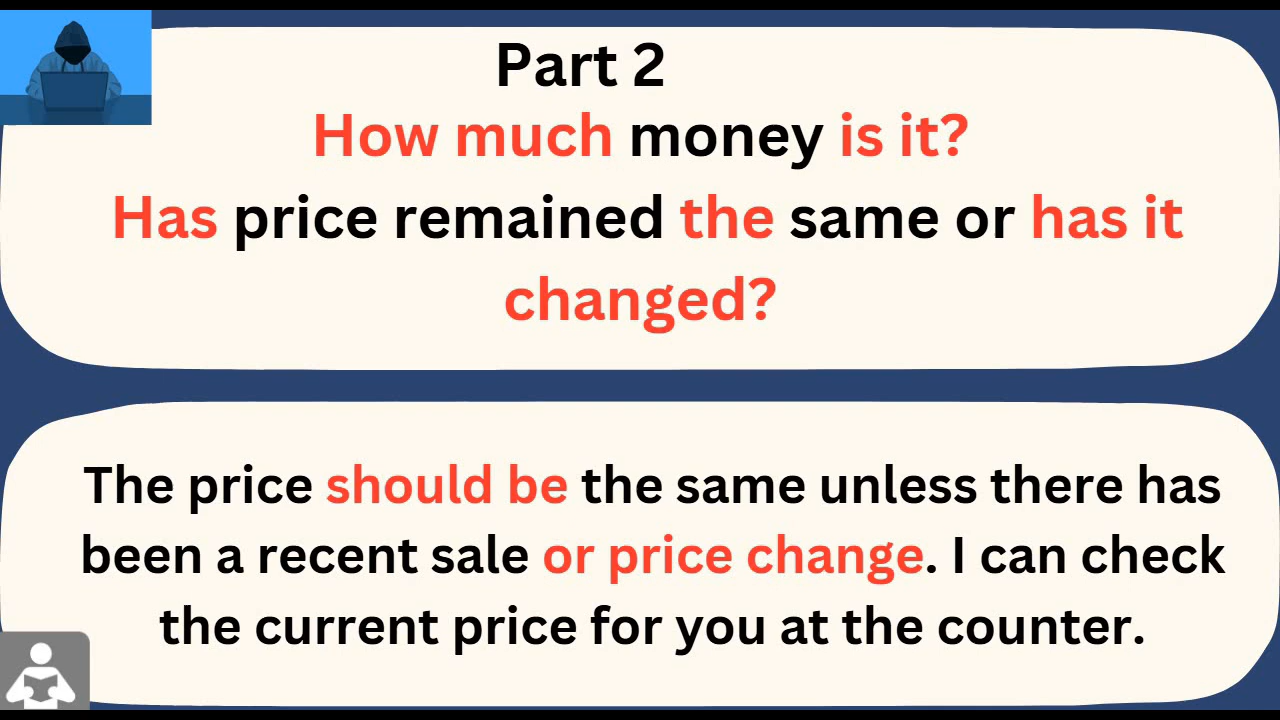 Part 2
How much money is it?
Has price remained the same or has it
changed?
The price should be the same unless there has
been a recent sale or price change. I can check
the current price for you at the counter.